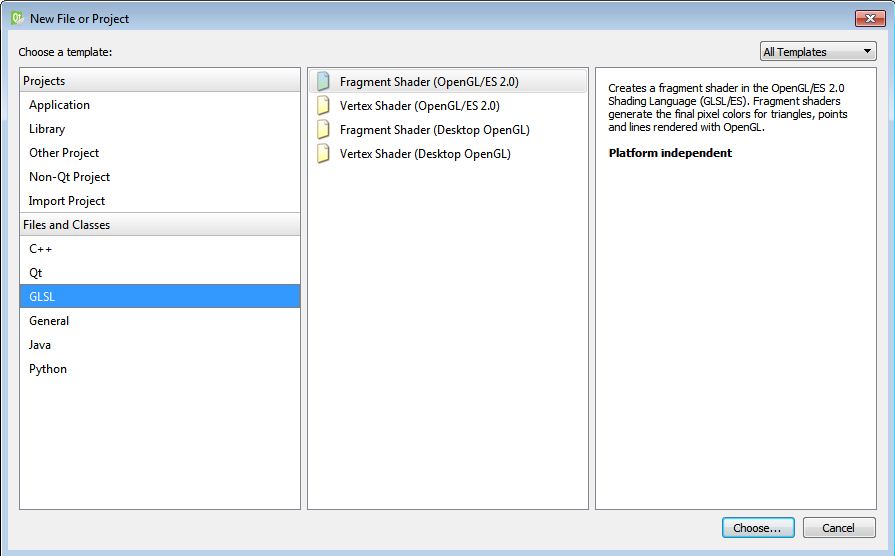 New File or Project
Choose a template:
All Templates
Projects
Application
Library
Other Project
Non-Qt Project
Import Project
Files and Classes
C++
Qt
GLSL
General
Java
Python
Fragment Shader (OpenGL/ES 2.0)
Vertex Shader (OpenGL/ES 2.0)
Fragment Shader (Desktop OpenGL)
Vertex Shader (Desktop OpenGL)
Creates a fragment shader in the OpenGL/ES 2.0
Shading Language (GLSL/ES). Fragment shaders
generate the final pixel colors for triangles, points
and lines rendered with OpenGL.
Platform independent
Choose...
Cancel